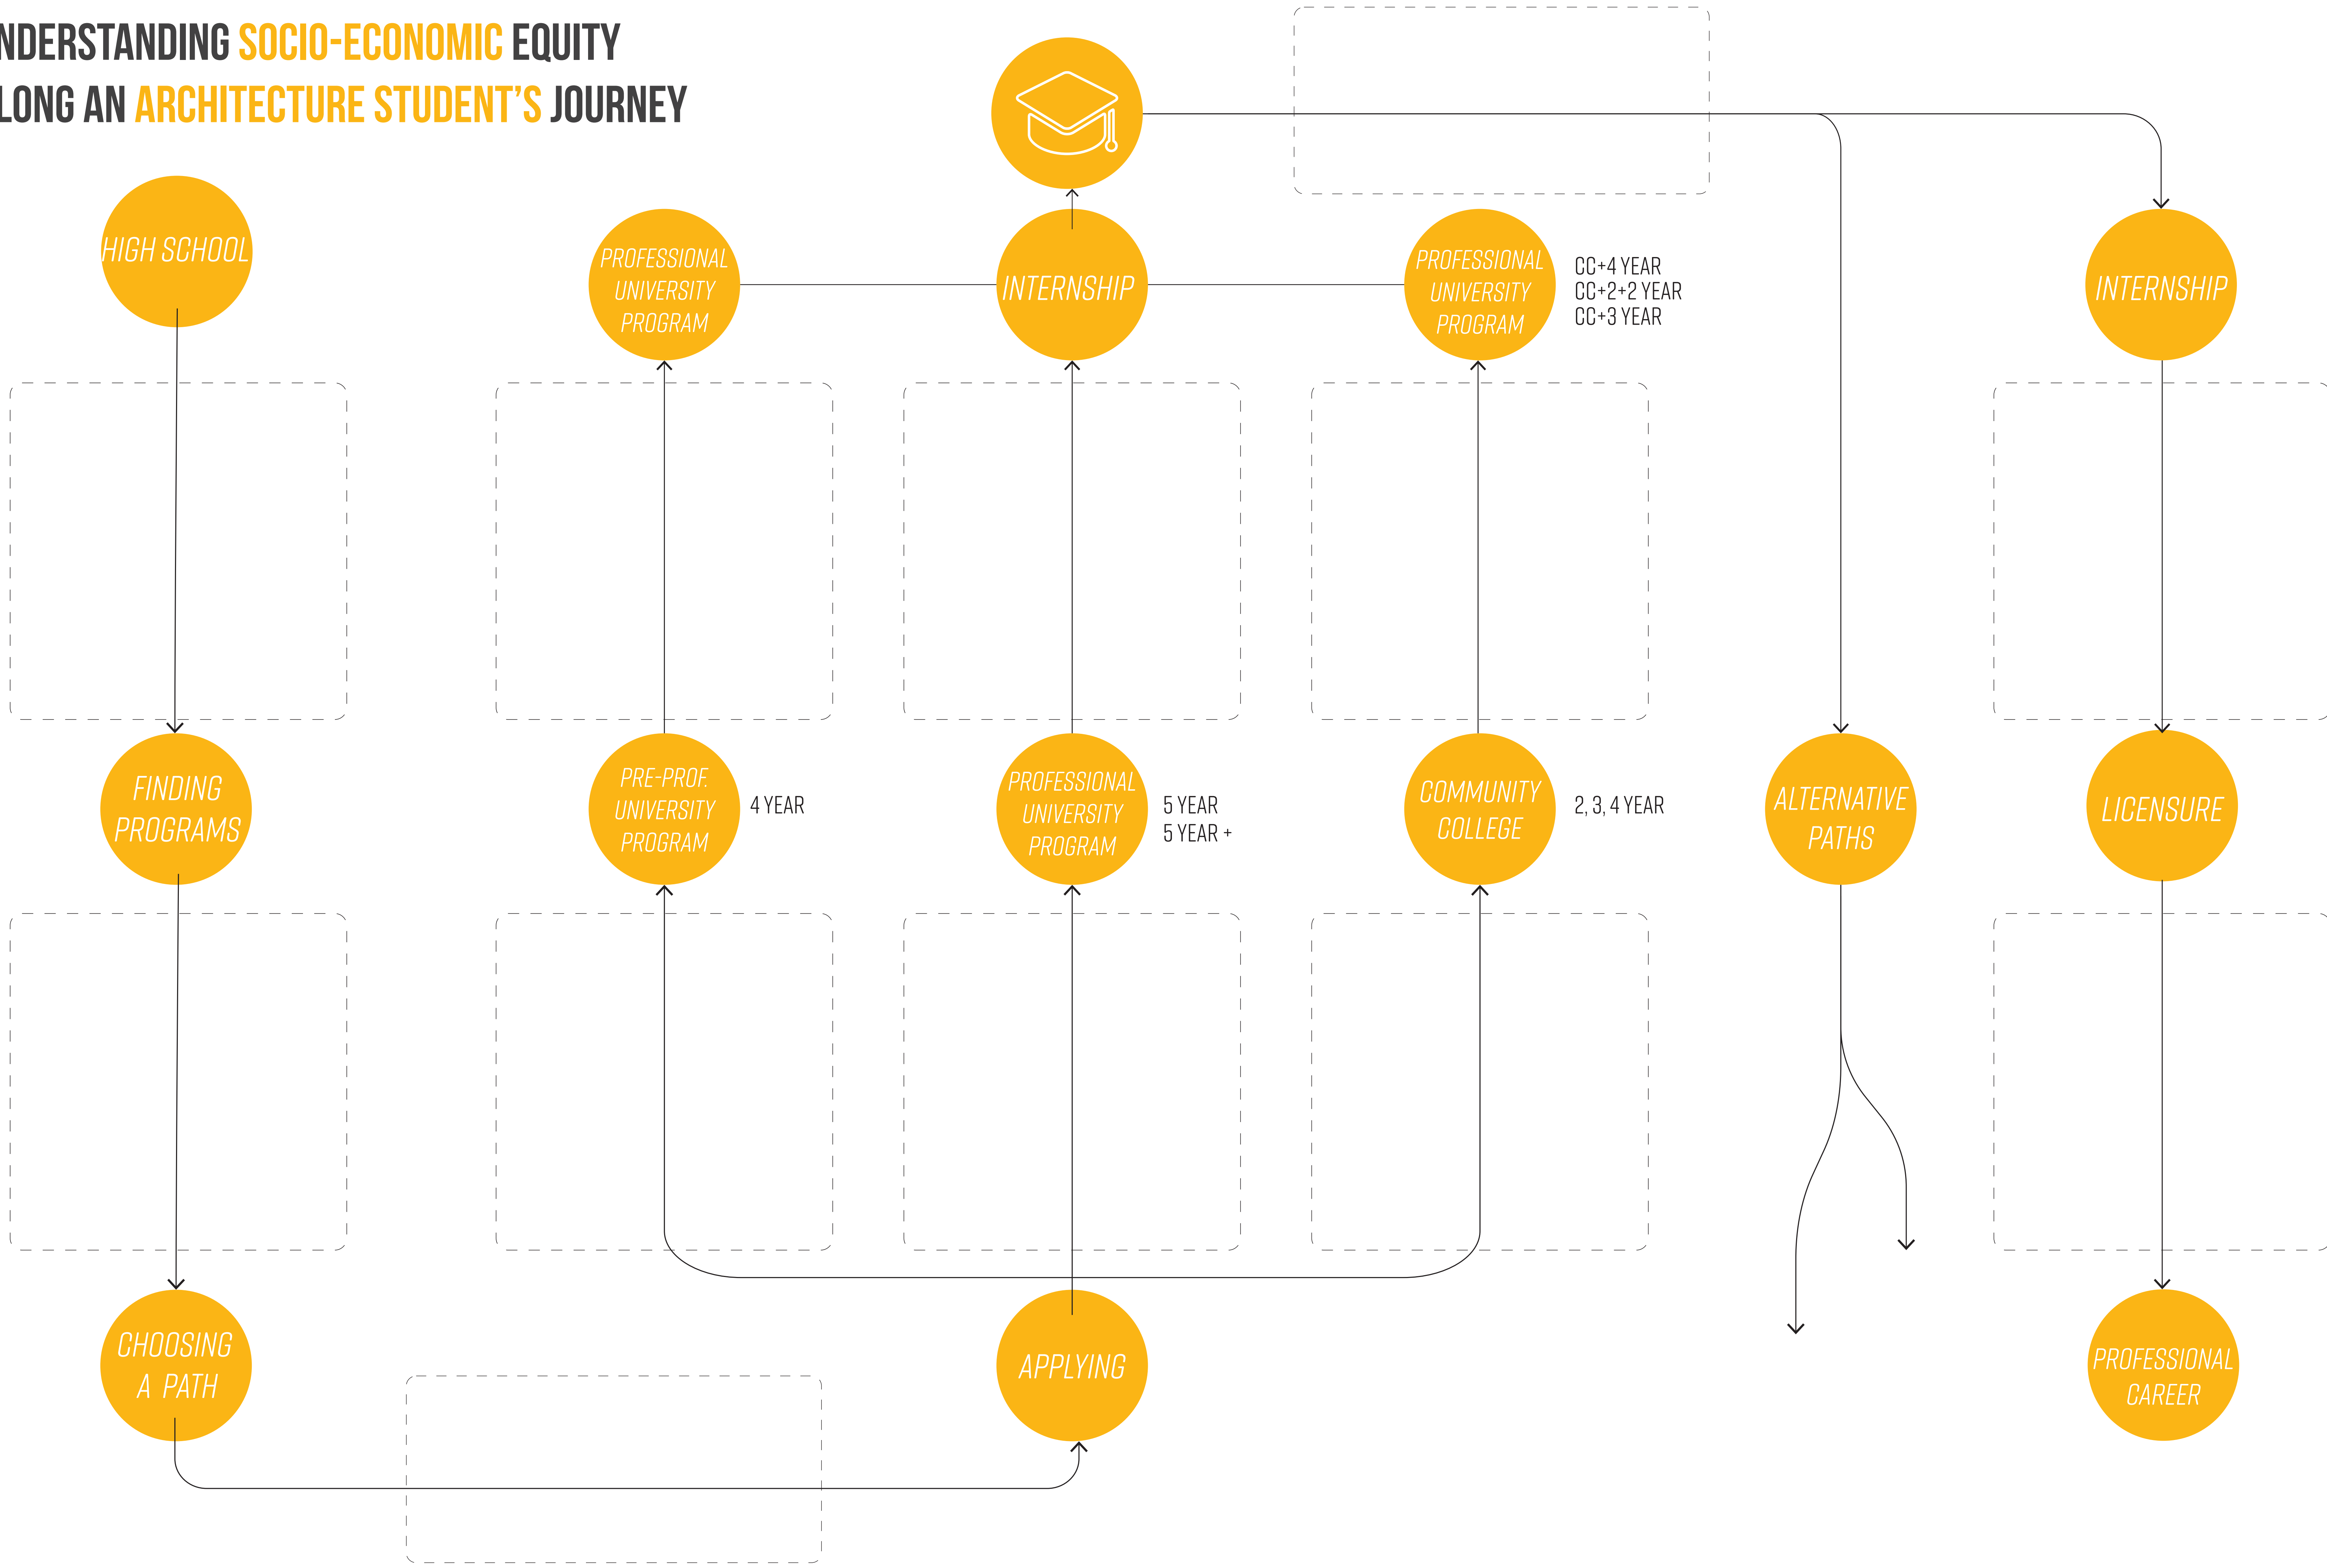 NDERSTANDING SOCIO-ECONOMIC EQUITY
LONG AN ARCHITECTURE STUDENT'S JOURNEY
HIGH SCHOOL
PROFESSIONAL
UNIVERSITY
PROGRAM
INTERNSHIP
PROFESSIONAL
UNIVERSITY
PROGRAM
CC+4 YEAR
CC+2+2 YEAR
CC+3 YEAR
INTERNSHIP
FINDING
PROGRAMS
PRE-PROF.
UNIVERSITY
PROGRAM
4 YEAR
PROFESSIONAL
UNIVERSITY
PROGRAM
5 YEAR
5 YEAR +
COMMUNITY
COLLEGE
2, 3, 4 YEAR
ALTERNATIVE
PATHS
LICENSURE
CHOOSING
A PATH
APPLYING
PROFESSIONAL
CAREER